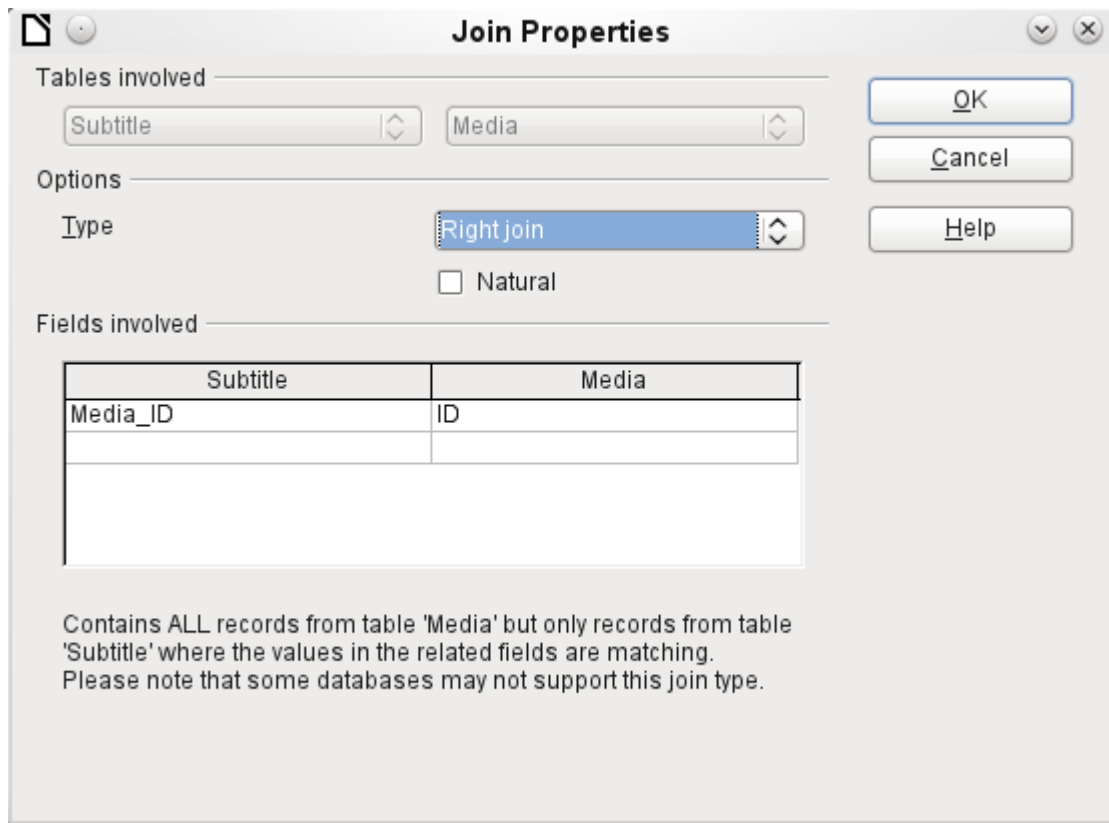 Join Properties
Tables involved
OK
Subtitle Media
Cancel
Options
Type Right join Help
Natural
Fields involved
Subtitle Media
Media_ID ID
Contains ALL records from table 'Media' but only records from table
'Subtitle' where the values in the related fields are matching.
Please note that some databases may not support this join type.